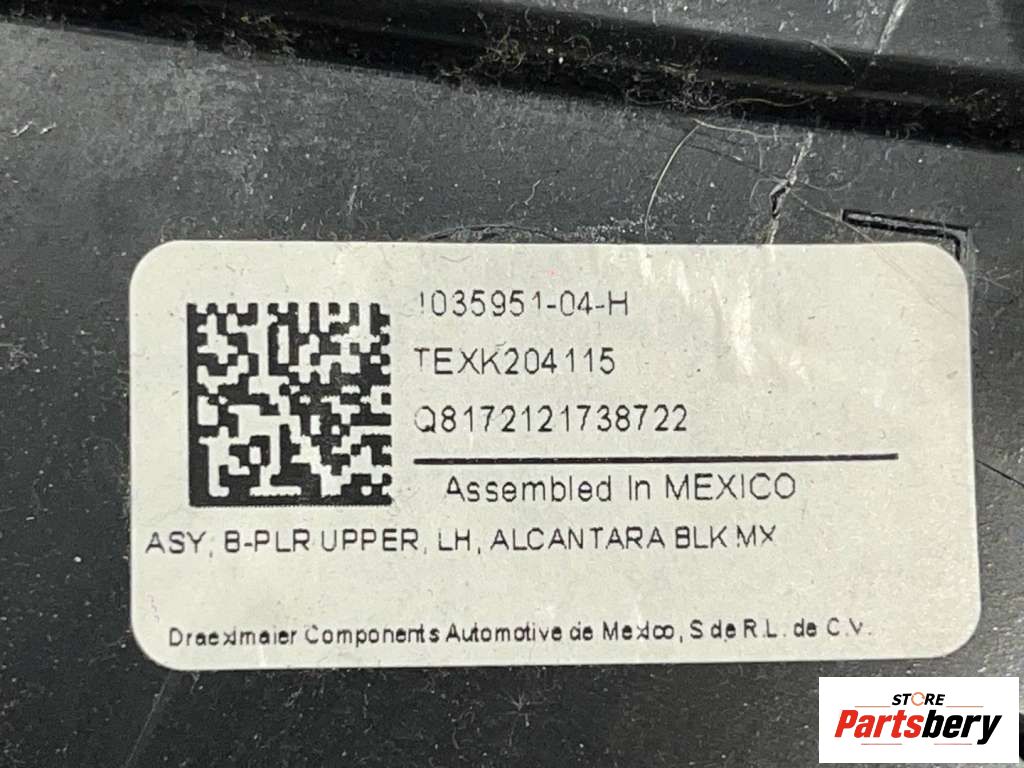 1035951-04-H
TEXK204115
Q8172121738722
Assembled In MEXICO
ASY, B-PLR UPPER, LH, ALCANTARA BLK MX
Draeximaier Components Automotive de Mexico, S de R.L. de C.V.
STORE
Partsbery